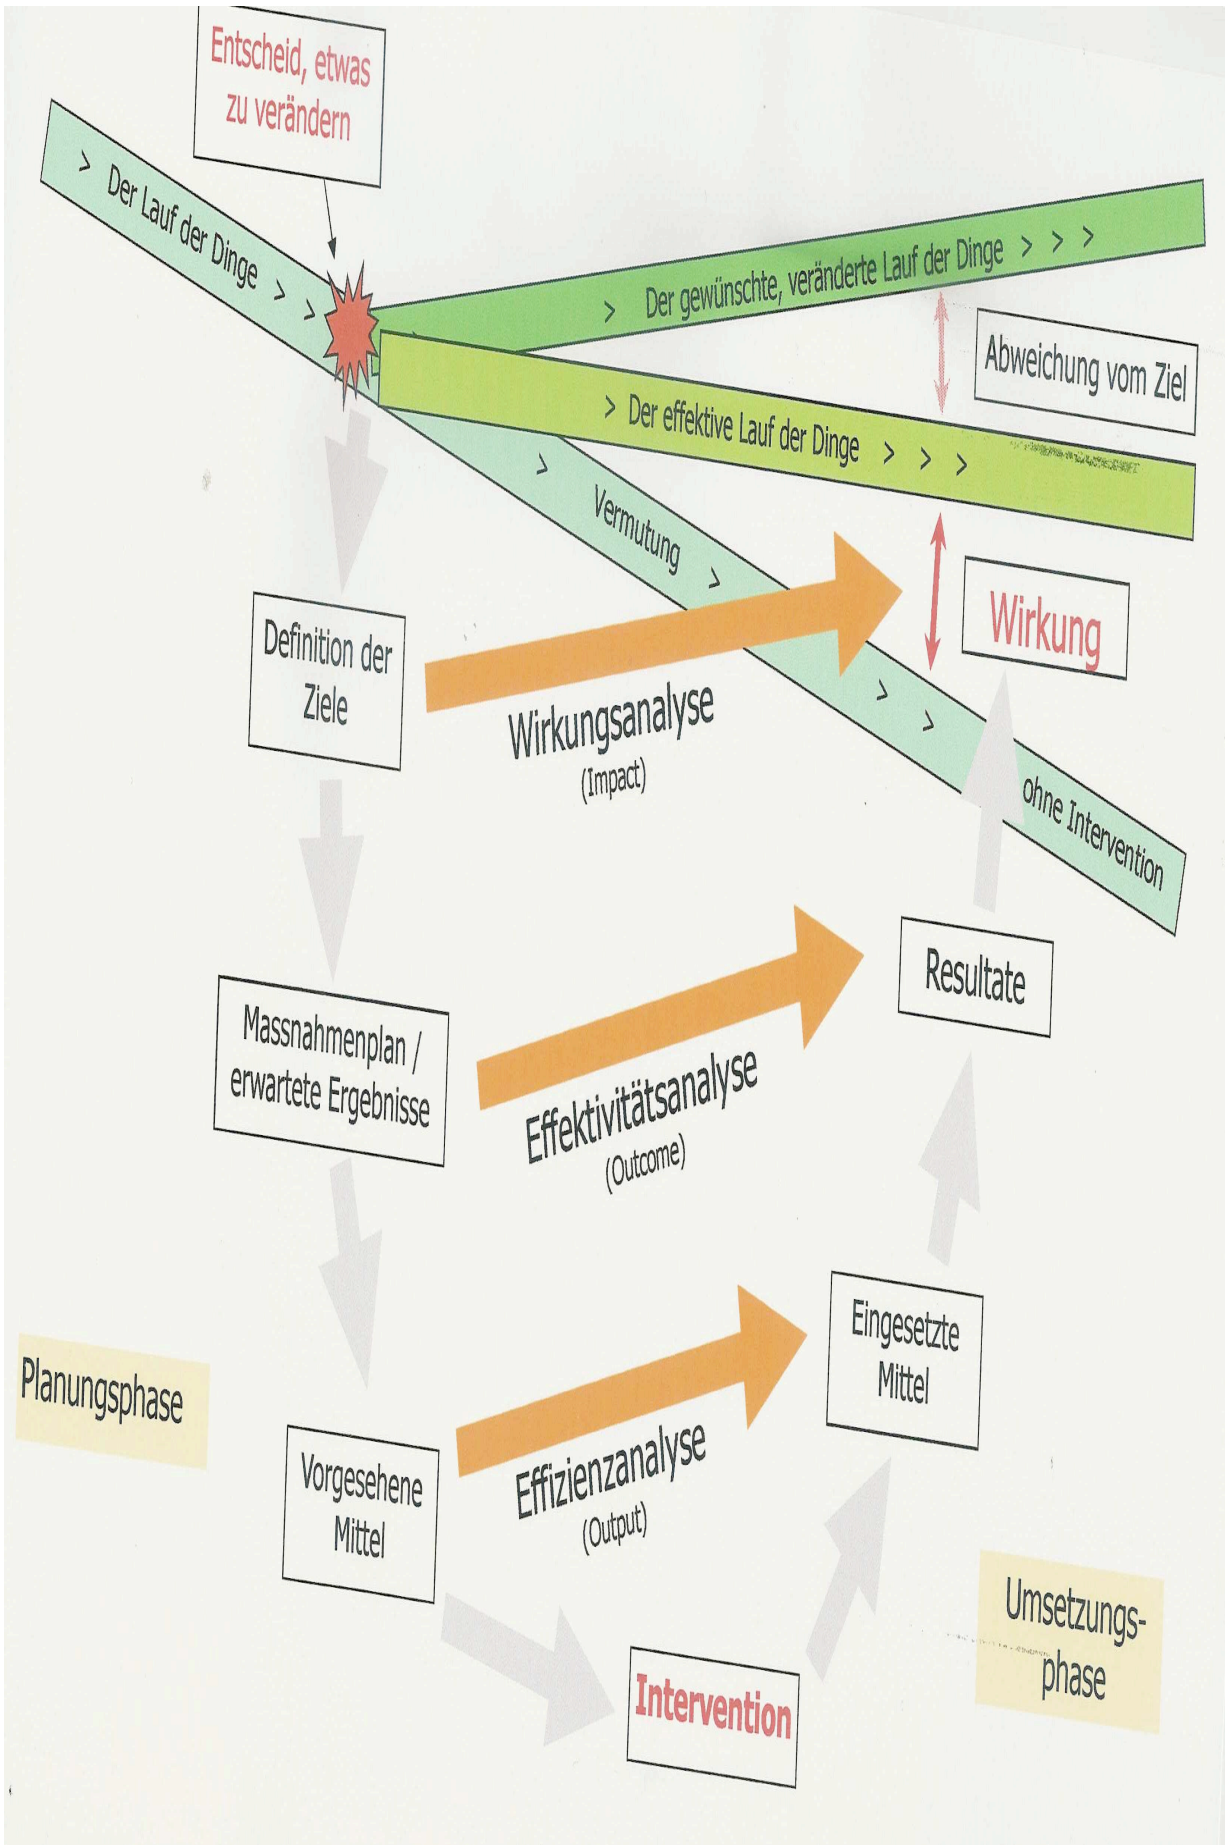 Entscheid, etwas
zu verändern
> Der Lauf der Dinge > >
> Der gewünschte, veränderte Lauf der Dinge > > >
Abweichung vom Ziel
> Der effektive Lauf der Dinge > > >
> Vermutung > > > ohne Intervention
Wirkung
Definition der
Ziele
Wirkungsanalyse
(Impact)
Resultate
Massnahmenplan /
erwartete Ergebnisse
Effektivitätsanalyse
(Outcome)
Eingesetzte
Mittel
Planungsphase
Vorgesehene
Mittel
Effizienzanalyse
(Output)
Umsetzungs-
phase
Intervention